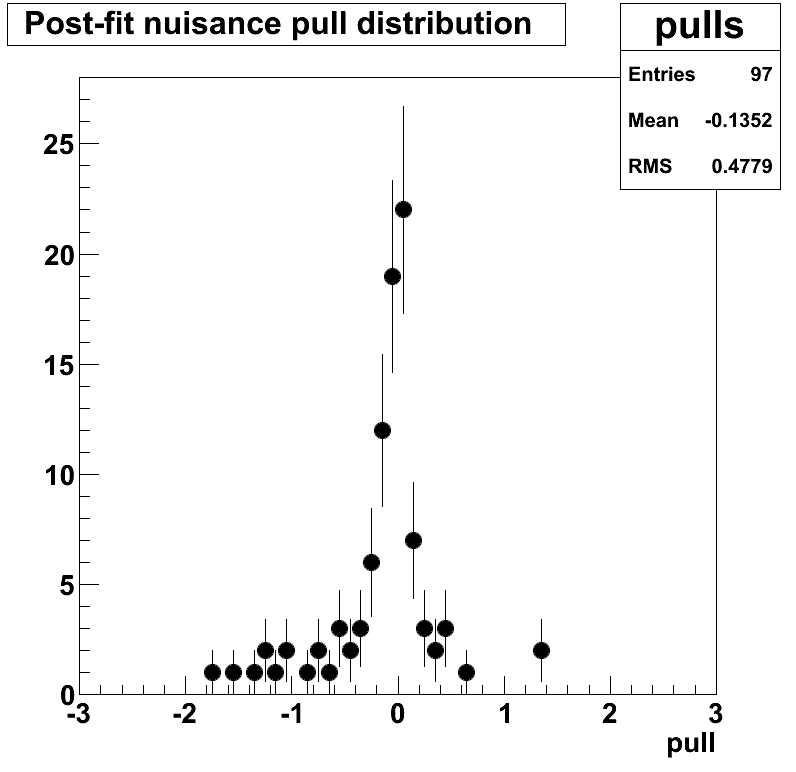 Post-fit nuisance pull distribution
pulls
Entries 97
Mean -0.1352
RMS 0.4779
25
20
15
10
5
0
-3 -2 -1 0 1 2 3
pull